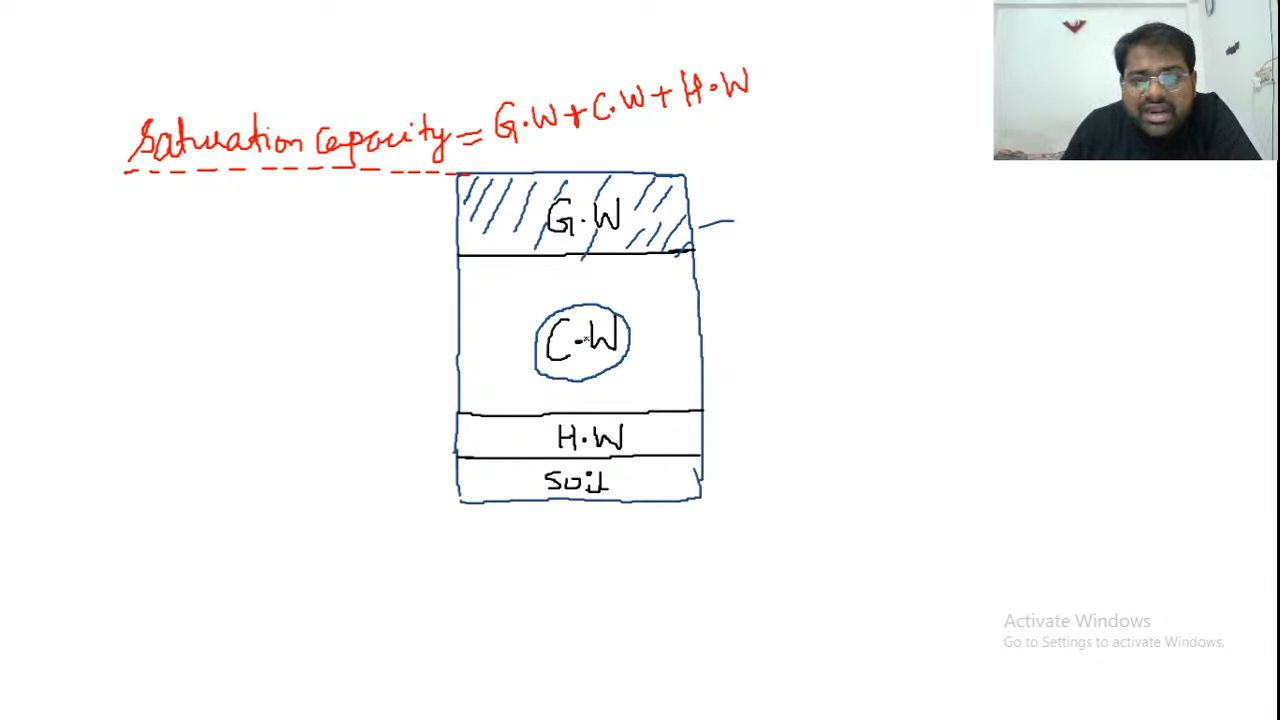 Saturation capacity = G.W + C.W + H.W
G.W
C.W
H.W
soil
Activate Windows
Go to Settings to activate Windows.